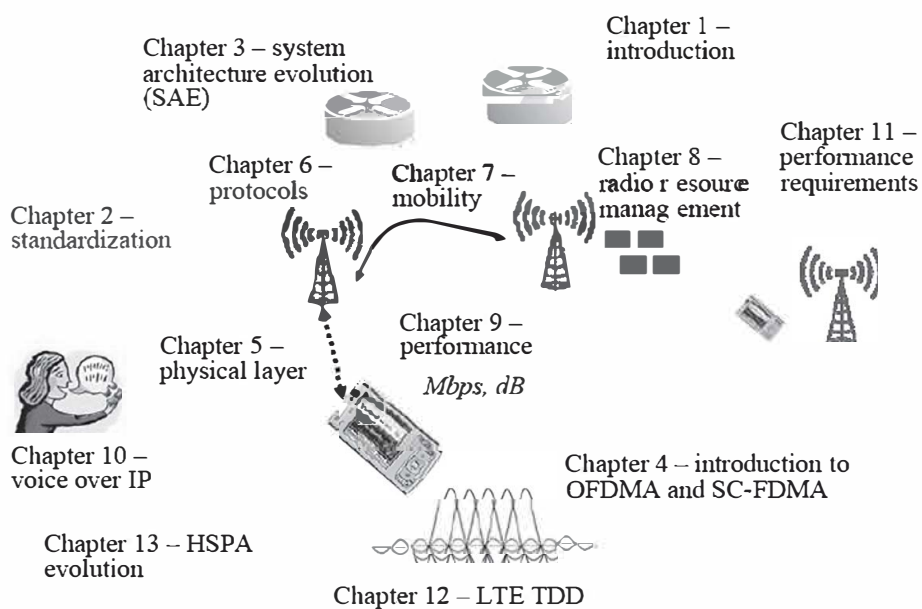 Chapter 1 –
introduction
Chapter 3 – system
architecture evolution
(SAE)
Chapter 11 –
performance
requirements
Chapter 6 –
protocols
Chapter 7 –
mobility
Chapter 8 –
radio r esource
manag ement
Chapter 2 –
standardization
Chapter 9 –
performance
Mbps, dB
Chapter 5 –
physical layer
Chapter 10 –
voice over IP
Chapter 4 – introduction to
OFDMA and SC-FDMA
Chapter 13 – HSPA
evolution
Chapter 12 – LTE TDD